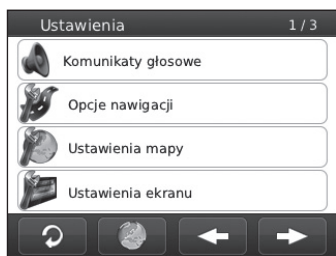 Ustawienia 1 / 3
Komunikaty głosowe
Opcje nawigacji
Ustawienia mapy
Ustawienia ekranu